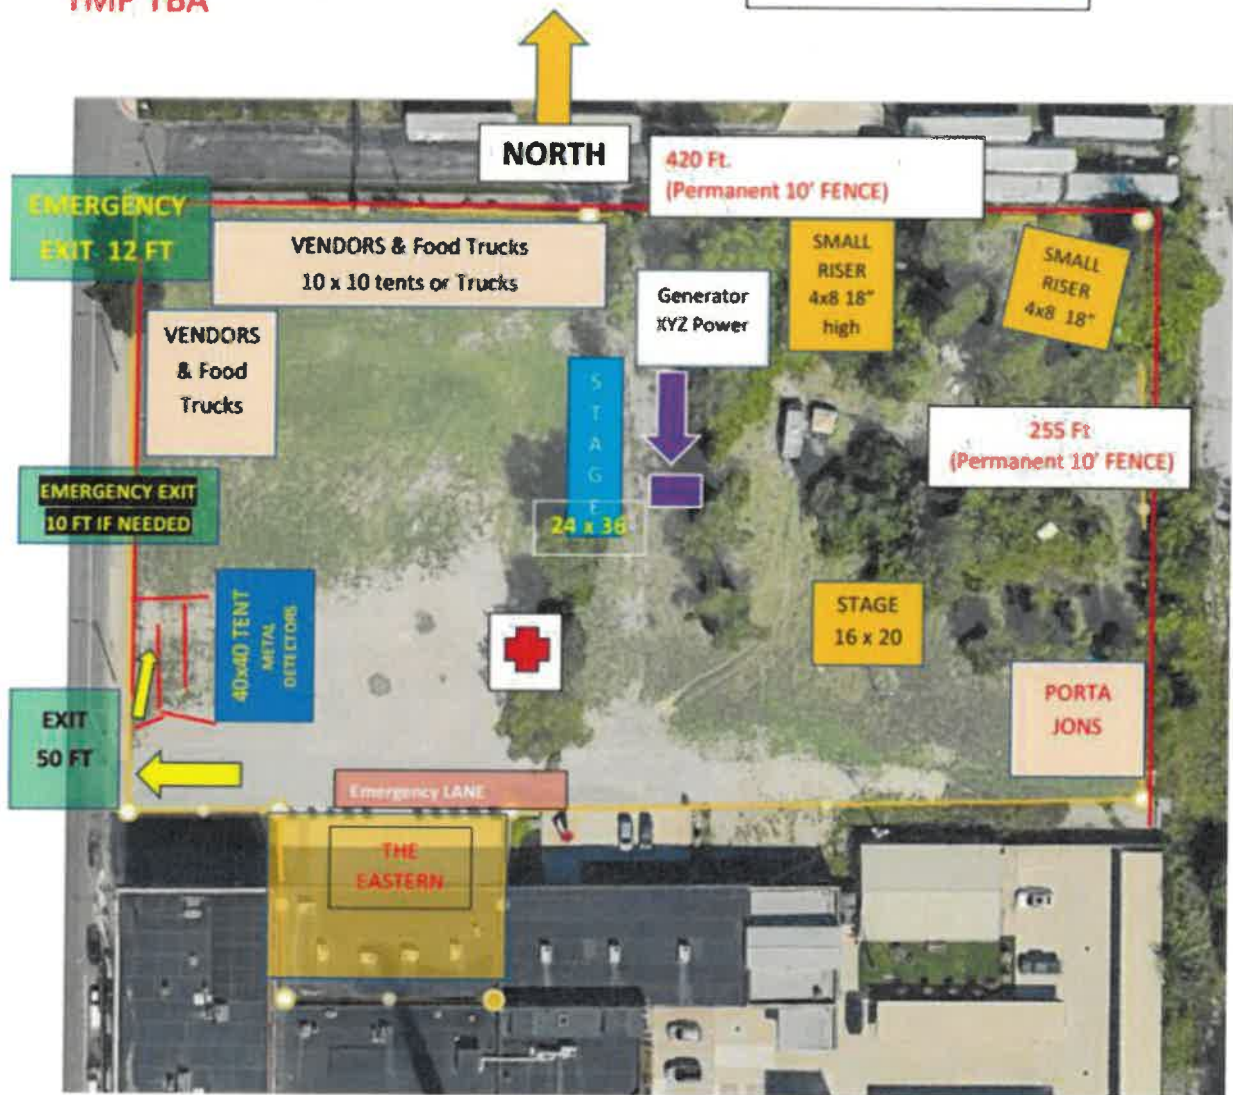 TMP TBA
NORTH
420 Ft.
(Permanent 10' FENCE)
EMERGENCY
EXIT 12 FT
VENDORS & Food Trucks
10 x 10 tents or Trucks
SMALL
RISER
4x8 18"
high
SMALL
RISER
4x8 18"
Generator
XYZ Power
VENDORS
& Food
Trucks
STAGE
24 x 36
255 Ft
(Permanent 10' FENCE)
EMERGENCY EXIT
10 FT IF NEEDED
40x40 TENT
METAL
DETECTORS
STAGE
16 x 20
EXIT
50 FT
PORTA
JONS
Emergency LANE
THE
EASTERN